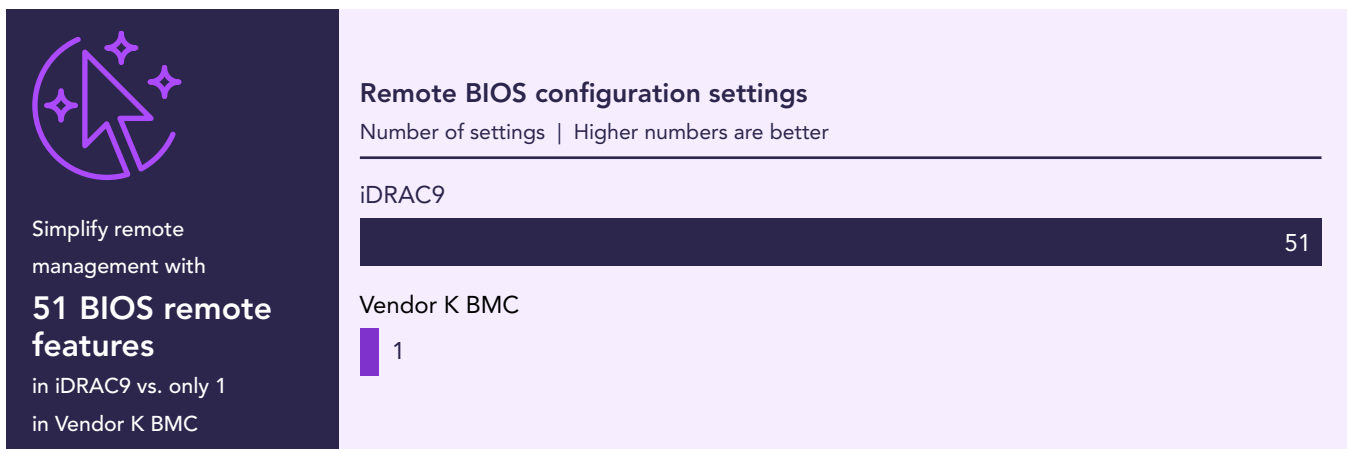 Simplify remote
management with
51 BIOS remote
features
in iDRAC9 vs. only 1
in Vendor K BMC
Remote BIOS configuration settings
Number of settings | Higher numbers are better
iDRAC9
51
Vendor K BMC
1